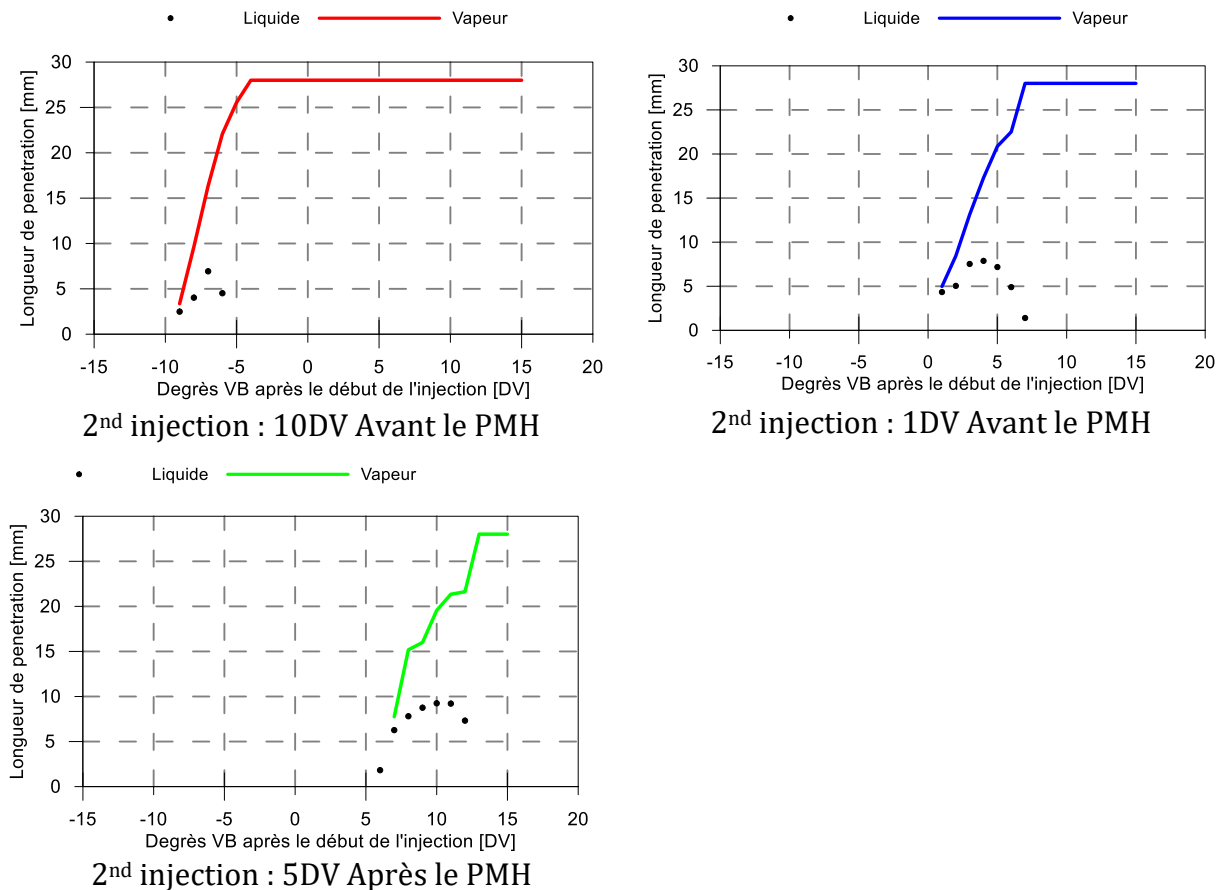 Liquide Vapeur
Longueur de penetration [mm]
30
25
20
15
10
5
0
-15 -10 -5 0 5 10 15 20
Degrès VB après le début de l'injection [DV]
2nd injection : 10DV Avant le PMH
Liquide Vapeur
Longueur de penetration [mm]
30
25
20
15
10
5
0
-15 -10 -5 0 5 10 15 20
Degrès VB après le début de l'injection [DV]
2nd injection : 1DV Avant le PMH
Liquide Vapeur
Longueur de penetration [mm]
30
25
20
15
10
5
0
-15 -10 -5 0 5 10 15 20
Degrès VB après le début de l'injection [DV]
2nd injection : 5DV Après le PMH